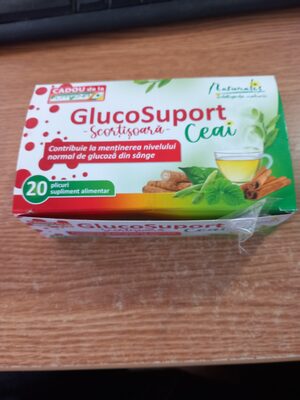 CADOU de la
Naturalis
GlucoSuport
- Scorțișoară -
Ceai
Contribuie la menținerea nivelului
normal de glucoză din sânge
20
plicuri
supliment alimentar
GlucoSuport
Ceai